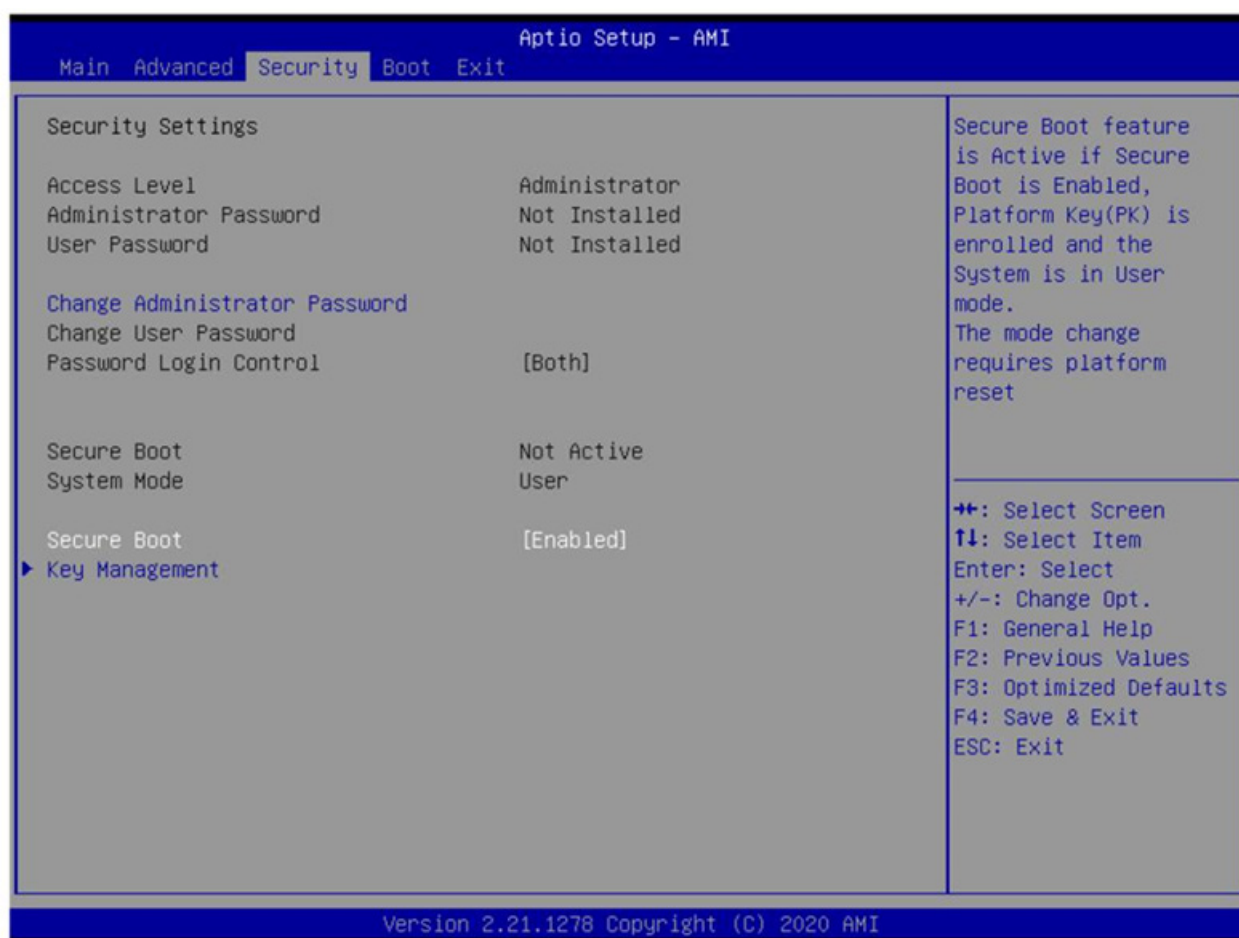 Aptio Setup - AMI
Main Advanced Security Boot Exit
Security Settings
Access Level Administrator
Administrator Password Not Installed
User Password Not Installed
Change Administrator Password
Change User Password
Password Login Control [Both]
Secure Boot Not Active
System Mode User
Secure Boot [Enabled]
Key Management
Secure Boot feature
is Active if Secure
Boot is Enabled,
Platform Key(PK) is
enrolled and the
System is in User
mode.
The mode change
requires platform
reset
→←: Select Screen
↑↓: Select Item
Enter: Select
+/-: Change Opt.
F1: General Help
F2: Previous Values
F3: Optimized Defaults
F4: Save & Exit
ESC: Exit
Version 2.21.1278 Copyright (C) 2020 AMI